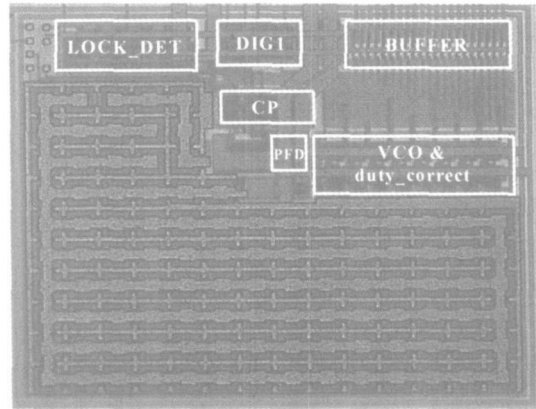 LOCK_DET
DIG1
BUFFER
CP
PFD
VCO &
duty_correct